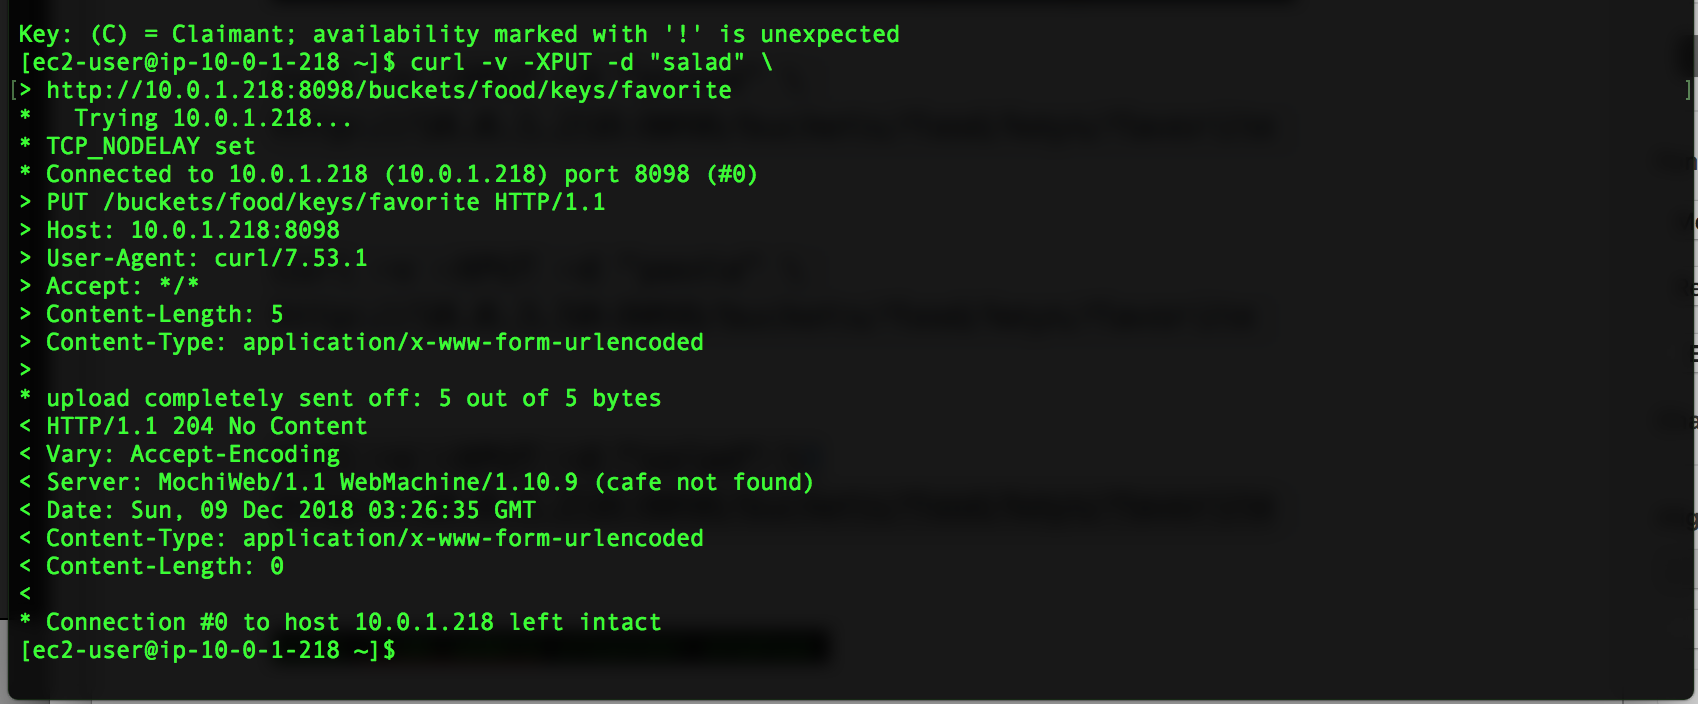 Key: (C) = Claimant; availability marked with '!' is unexpected
[ec2-user@ip-10-0-1-218 ~]$ curl -v -XPUT -d "salad" \
[> http://10.0.1.218:8098/buckets/food/keys/favorite ]
*   Trying 10.0.1.218...
* TCP_NODELAY set
* Connected to 10.0.1.218 (10.0.1.218) port 8098 (#0)
> PUT /buckets/food/keys/favorite HTTP/1.1
> Host: 10.0.1.218:8098
> User-Agent: curl/7.53.1
> Accept: */*
> Content-Length: 5
> Content-Type: application/x-www-form-urlencoded
>
* upload completely sent off: 5 out of 5 bytes
< HTTP/1.1 204 No Content
< Vary: Accept-Encoding
< Server: MochiWeb/1.1 WebMachine/1.10.9 (cafe not found)
< Date: Sun, 09 Dec 2018 03:26:35 GMT
< Content-Type: application/x-www-form-urlencoded
< Content-Length: 0
<
* Connection #0 to host 10.0.1.218 left intact
[ec2-user@ip-10-0-1-218 ~]$